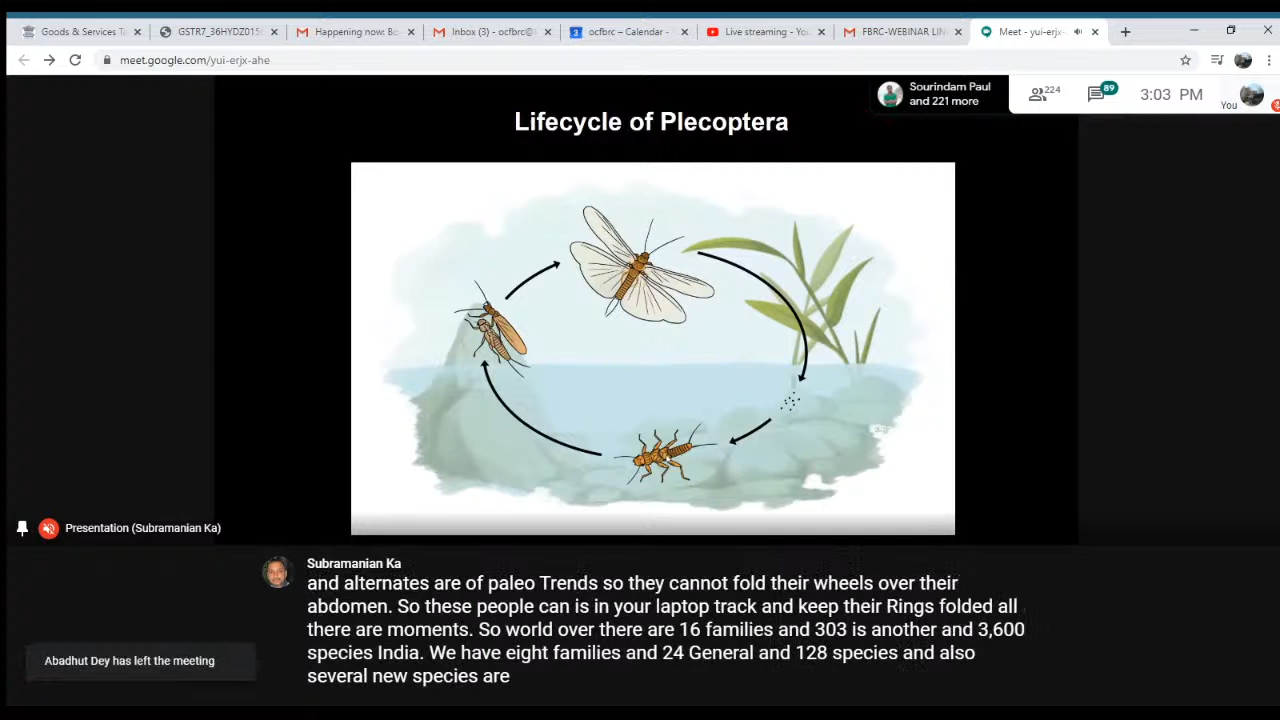 Goods & Services Ta
GSTR7_36HYDZ015
Happening now: Bo
Inbox (3) - ocfbrc@
ocfbrc - Calendar -
Live streaming - You
FBRC-WEBINAR LIN
Meet - yui-erjx-
meet.google.com/yui-erjx-ahe
Sourindam Paul
and 221 more
224
89
3:03 PM
You
Lifecycle of Plecoptera
Presentation (Subramanian Ka)
Subramanian Ka
and alternates are of paleo Trends so they cannot fold their wheels over their
abdomen. So these people can is in your laptop track and keep their Rings folded all
there are moments. So world over there are 16 families and 303 is another and 3,600
species India. We have eight families and 24 General and 128 species and also
several new species are
Abadhut Dey has left the meeting